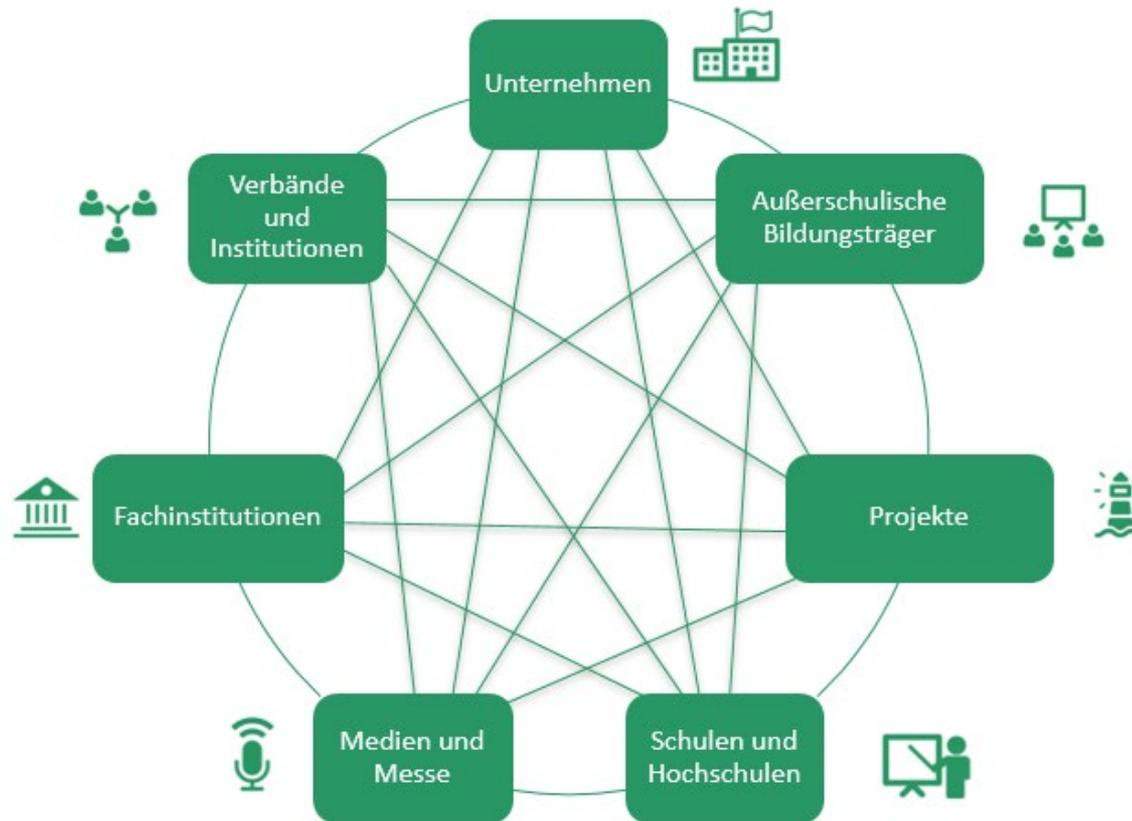 Unternehmen
Verbände
und
Institutionen
Außerschulische
Bildungsträger
Fachinstitutionen
Projekte
Medien und
Messe
Schulen und
Hochschulen